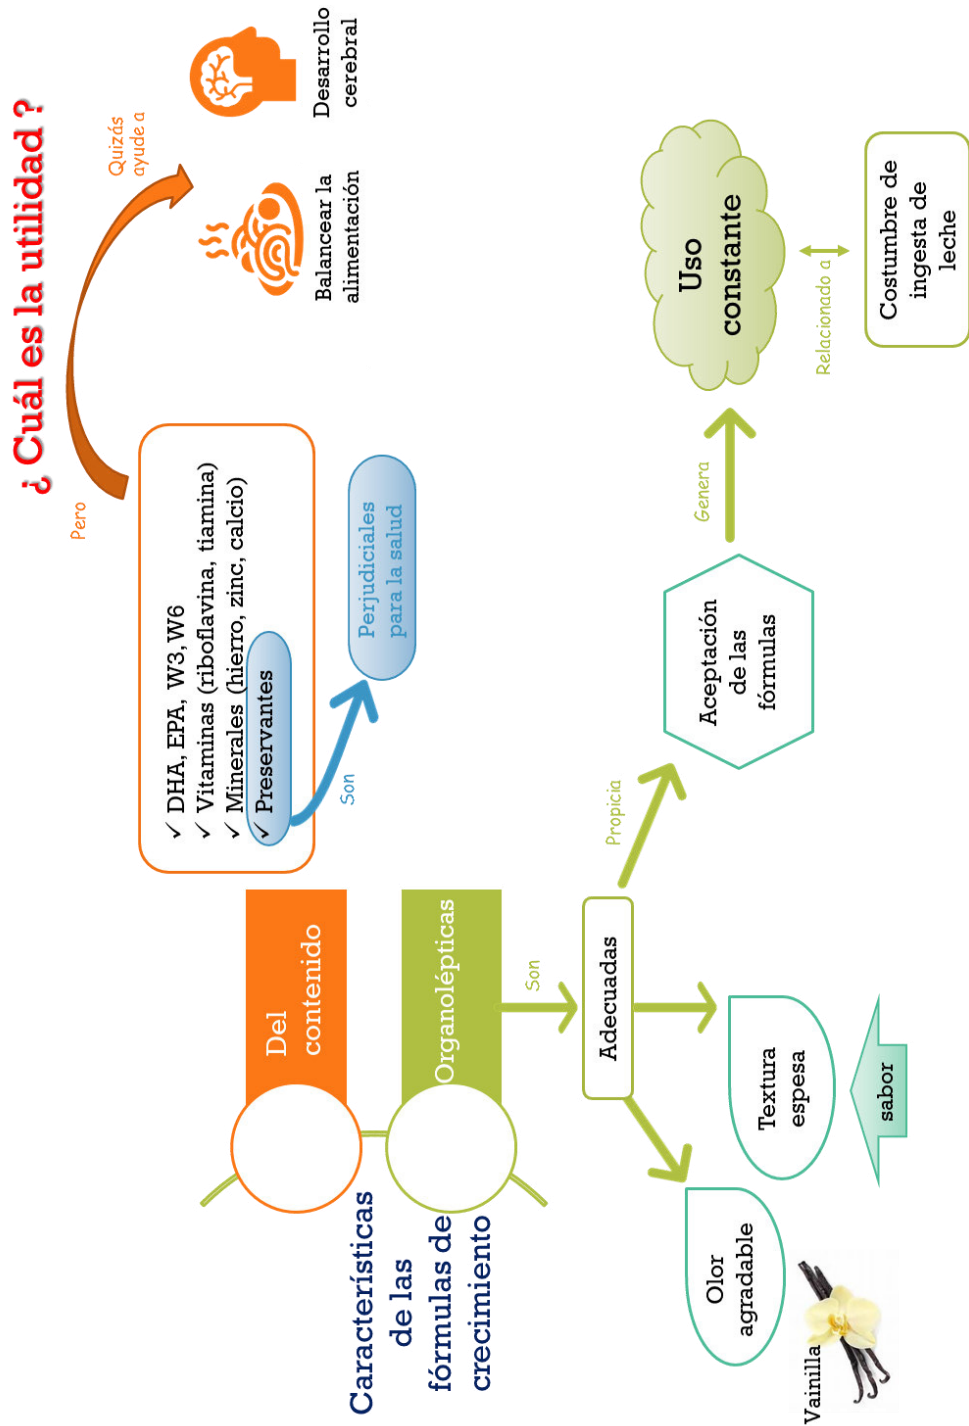 ¿ Cuál es la utilidad ?
Pero
Quizás
ayude a
Balancear la
alimentación
Desarrollo
cerebral
✓ DHA, EPA, W3,W6
✓ Vitaminas (riboflavina, tiamina)
✓ Minerales (hierro, zinc, calcio)
✓ Preservantes
Son
Perjudiciales
para la salud
Del
contenido
Características
de las
fórmulas de
crecimiento
Organolépticas
Son
Adecuadas
Propicia
Aceptación
de las
fórmulas
Genera
Uso
constante
Relacionado a
Costumbre de
ingesta de
leche
Olor
agradable
Vainilla
Textura
espesa
sabor